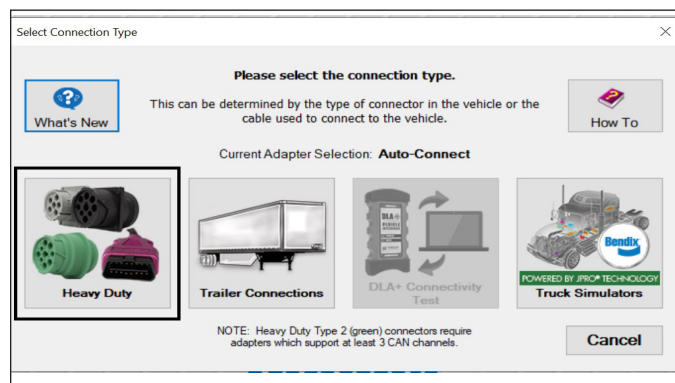 Select Connection Type
Please select the connection type.
This can be determined by the type of connector in the vehicle or the
cable used to connect to the vehicle.
What's New
How To
Current Adapter Selection: Auto-Connect
Heavy Duty
Trailer Connections
DLA+
VEHICLE
DLA+ Connectivity
Test
Bendix
POWERED BY JPRO® TECHNOLOGY
Truck Simulators
NOTE: Heavy Duty Type 2 (green) connectors require
adapters which support at least 3 CAN channels.
Cancel